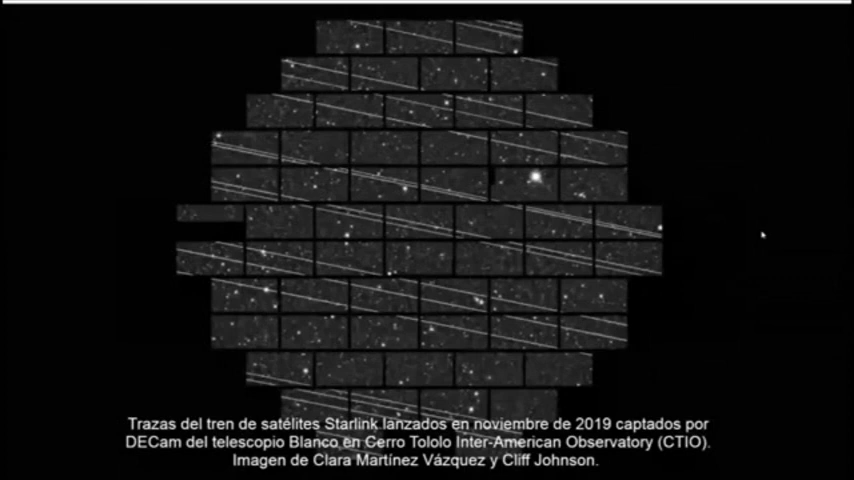 Trazas del tren de satélites Starlink lanzados en noviembre de 2019 captados por
DECam del telescopio Blanco en Cerro Tololo Inter-American Observatory (CTIO).
Imagen de Clara Martínez Vázquez y Cliff Johnson.